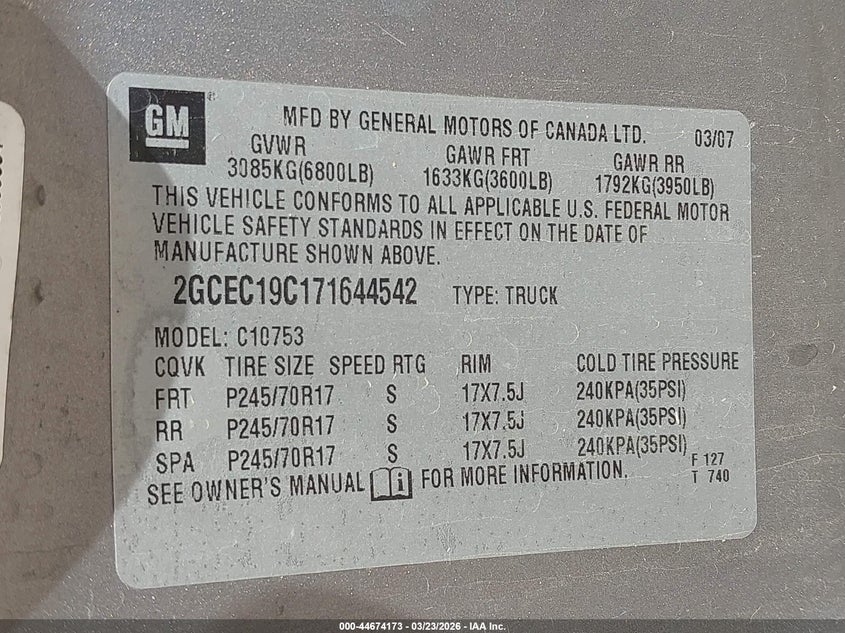 GM
MFD BY GENERAL MOTORS OF CANADA LTD. 03/07
GVWR GAWR FRT GAWR RR
3085KG(6800LB) 1633KG(3600LB) 1792KG(3950LB)
THIS VEHICLE CONFORMS TO ALL APPLICABLE U.S. FEDERAL MOTOR
VEHICLE SAFETY STANDARDS IN EFFECT ON THE DATE OF
MANUFACTURE SHOWN ABOVE.
2GCEC19C171644542 TYPE: TRUCK
MODEL: C10753
CQVK TIRE SIZE SPEED RTG RIM COLD TIRE PRESSURE
FRT P245/70R17 S 17X7.5J 240KPA(35PSI)
RR P245/70R17 S 17X7.5J 240KPA(35PSI)
SPA P245/70R17 S 17X7.5J 240KPA(35PSI)
SEE OWNER'S MANUAL FOR MORE INFORMATION.
F 127
T 740
000-44674173 - 03/23/2026 - IAA Inc.